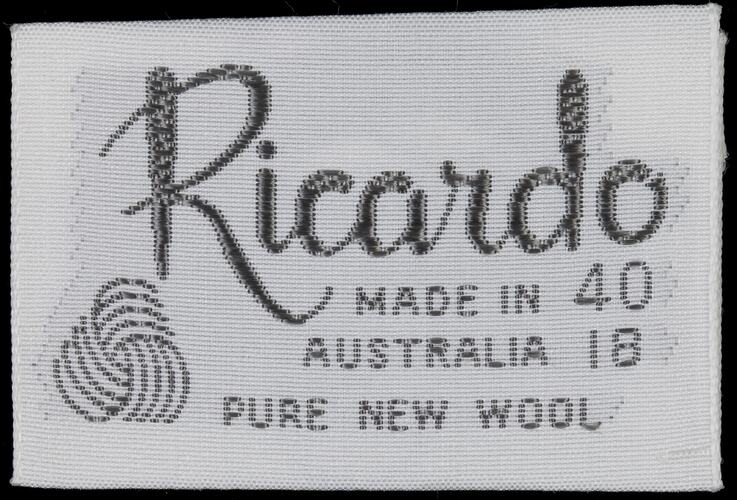 Ricardo
MADE IN 40
AUSTRALIA 18
PURE NEW WOOL